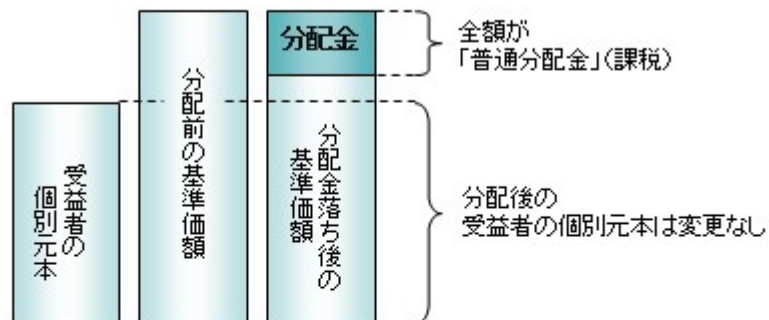 受益者の
個別元本
分配前の基準価額
分配金
分配金落ち後の
基準価額
全額が
「普通分配金」(課税)
分配後の
受益者の個別元本は変更なし